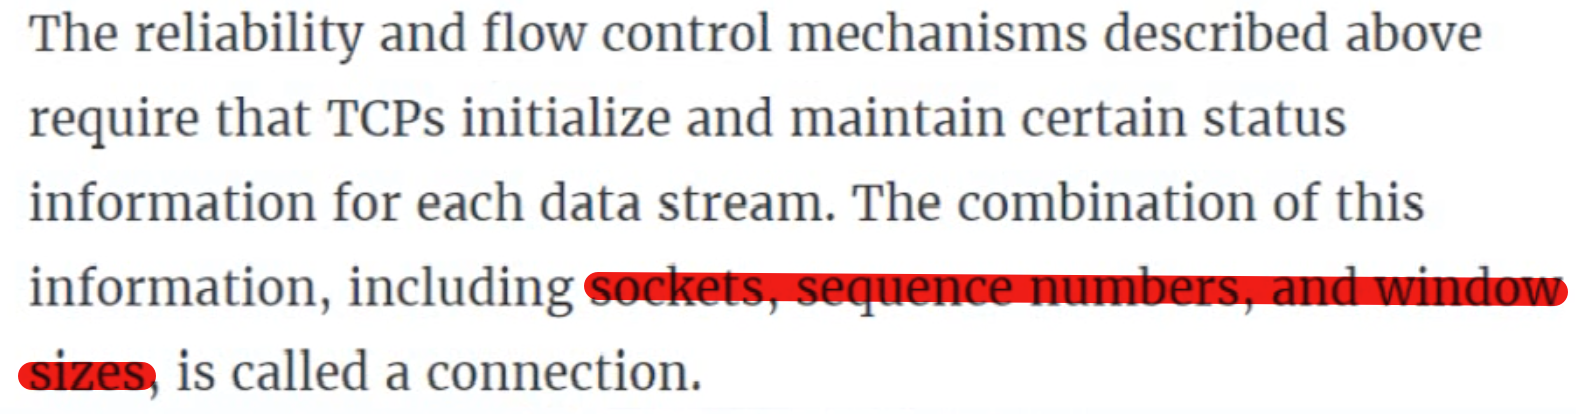 The reliability and flow control mechanisms described above
require that TCPs initialize and maintain certain status
information for each data stream. The combination of this
information, including sockets, sequence numbers, and window
sizes, is called a connection.